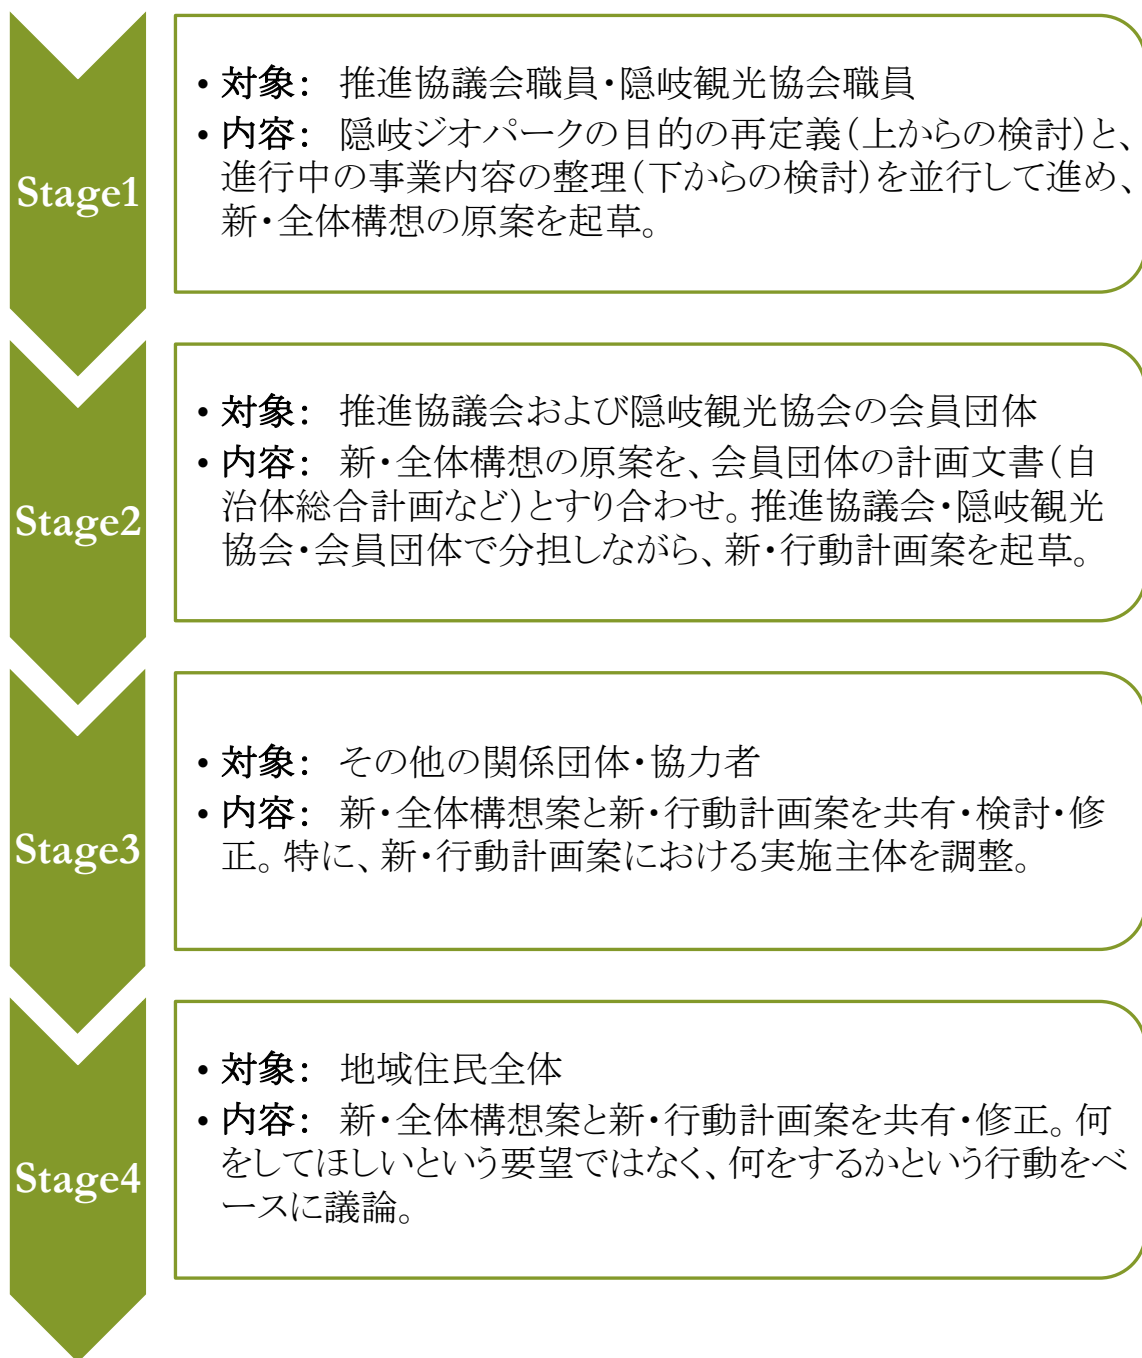 Stage1
• 対象： 推進協議会職員・隠岐観光協会職員
• 内容： 隠岐ジオパークの目的の再定義（上からの検討）と、
進行中の事業内容の整理（下からの検討）を並行して進め、
新・全体構想の原案を起草。
Stage2
• 対象： 推進協議会および隠岐観光協会の会員団体
• 内容： 新・全体構想の原案を、会員団体の計画文書（自
治体総合計画など）とすり合わせ。推進協議会・隠岐観光
協会・会員団体で分担しながら、新・行動計画案を起草。
Stage3
• 対象： その他の関係団体・協力者
• 内容： 新・全体構想案と新・行動計画案を共有・検討・修
正。特に、新・行動計画案における実施主体を調整。
Stage4
• 対象： 地域住民全体
• 内容： 新・全体構想案と新・行動計画案を共有・修正。何
をしてほしいという要望ではなく、何をするかという行動をベ
ースに議論。